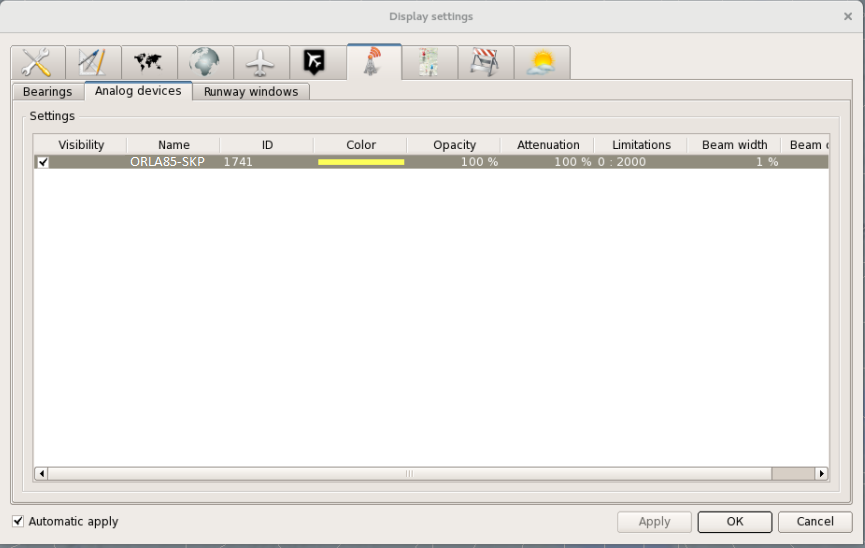 Display settings
Bearings Analog devices Runway windows
Settings
Visibility Name ID Color Opacity Attenuation Limitations Beam width Beam
ORLA85-SKP 1741 100 % 100 % 0 : 2000 1 %
Automatic apply Apply OK Cancel